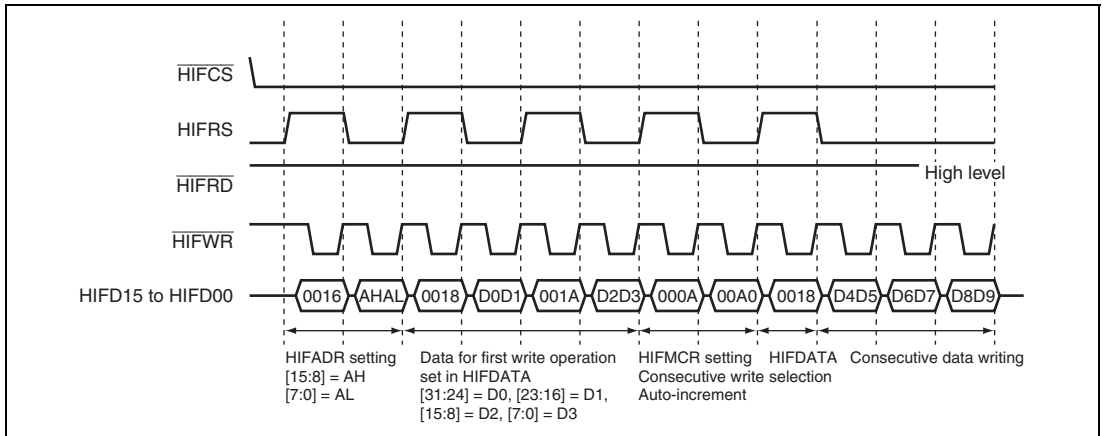 HIFCS
HIFRS
HIFRD
High level
HIFWR
HIFD15 to HIFD00
0016 AHAL 0018 D0D1 001A D2D3 000A 00A0 0018 D4D5 D6D7 D8D9
HIFADR setting
[15:8] = AH
[7:0] = AL
Data for first write operation
set in HIFDATA
[31:24] = D0, [23:16] = D1,
[15:8] = D2, [7:0] = D3
HIFMCR setting
Consecutive write selection
Auto-increment
HIFDATA
Consecutive data writing